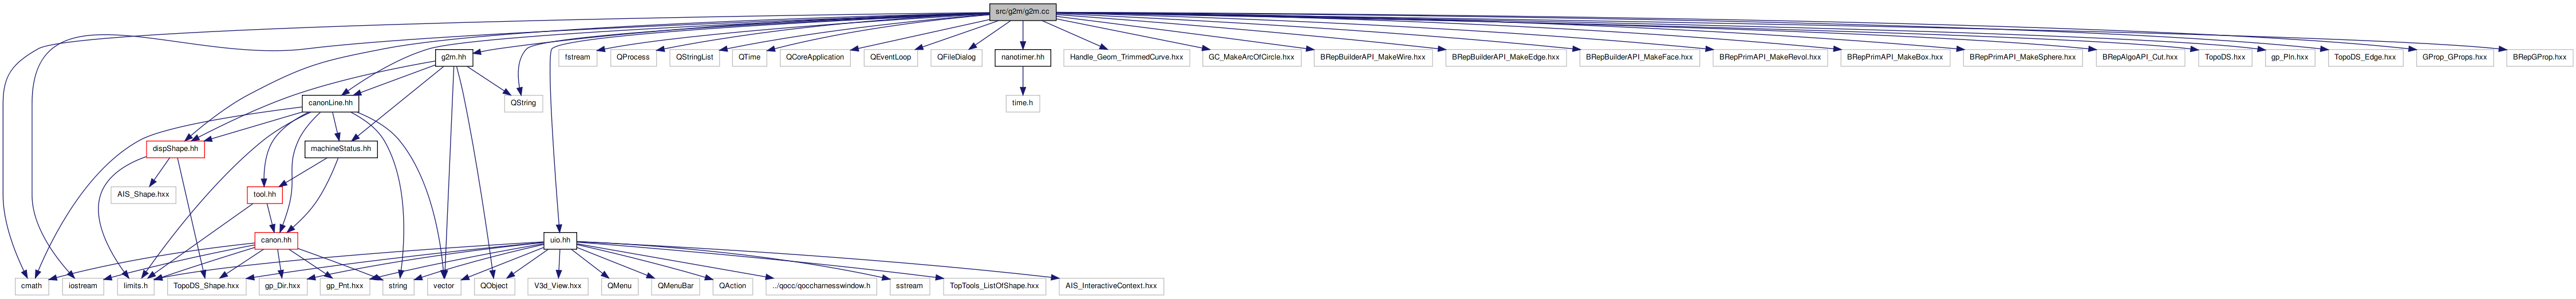 src/g2m/g2m.cc
g2m.hh
fstream
QProcess
QStringList
QTime
QCoreApplication
QEventLoop
QFileDialog
nanotimer.hh
Handle_Geom_TrimmedCurve.hxx
GC_MakeArcOfCircle.hxx
BRepBuilderAPI_MakeWire.hxx
BRepBuilderAPI_MakeEdge.hxx
BRepBuilderAPI_MakeFace.hxx
BRepPrimAPI_MakeRevol.hxx
BRepPrimAPI_MakeBox.hxx
BRepPrimAPI_MakeSphere.hxx
BRepAlgoAPI_Cut.hxx
TopoDS.hxx
gp_Pln.hxx
TopoDS_Edge.hxx
GProp_GProps.hxx
BRepGProp.hxx
canonLine.hh
QString
time.h
dispShape.hh
machineStatus.hh
AIS_Shape.hxx
tool.hh
canon.hh
uio.hh
cmath
iostream
limits.h
TopoDS_Shape.hxx
gp_Dir.hxx
gp_Pnt.hxx
string
vector
QObject
V3d_View.hxx
QMenu
QMenuBar
QAction
../qocc/qoccharnesswindow.h
sstream
TopTools_ListOfShape.hxx
AIS_InteractiveContext.hxx